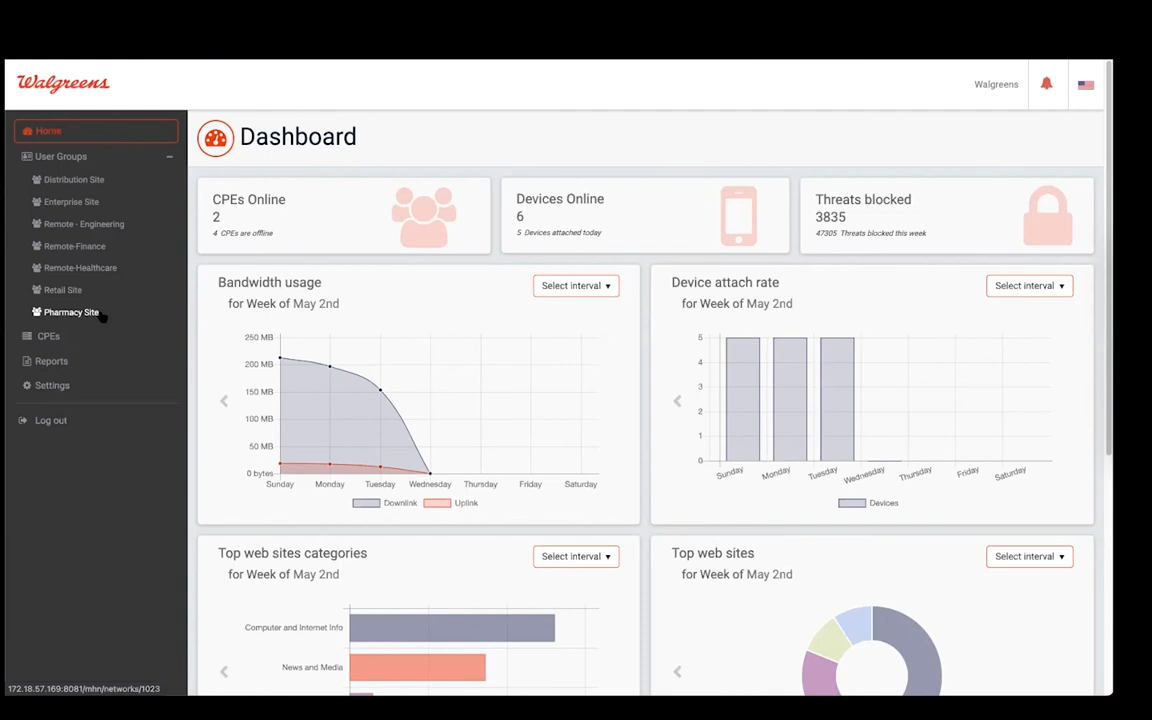 Walgreens
Walgreens
Home
User Groups
Distribution Site
Enterprise Site
Remote - Engineering
Remote-Finance
Remote-Healthcare
Retail Site
Pharmacy Site
CPEs
Reports
Settings
Log out
172.18.57.169:8081/mhn/networks/1023
Dashboard
CPEs Online
2
4 CPEs are offline
Devices Online
6
5 Devices attached today
Threats blocked
3835
47305 Threats blocked this week
Bandwidth usage
Select interval
for Week of May 2nd
250 MB
200 MB
150 MB
100 MB
50 MB
0 bytes
Sunday Monday Tuesday Wednesday Thursday Friday Saturday
Downlink Uplink
Device attach rate
Select interval
for Week of May 2nd
5
4
3
2
1
0
Sunday Monday Tuesday Wednesday Thursday Friday Saturday
Devices
Top web sites categories
Select interval
for Week of May 2nd
Computer and Internet Info
News and Media
Top web sites
Select interval
for Week of May 2nd